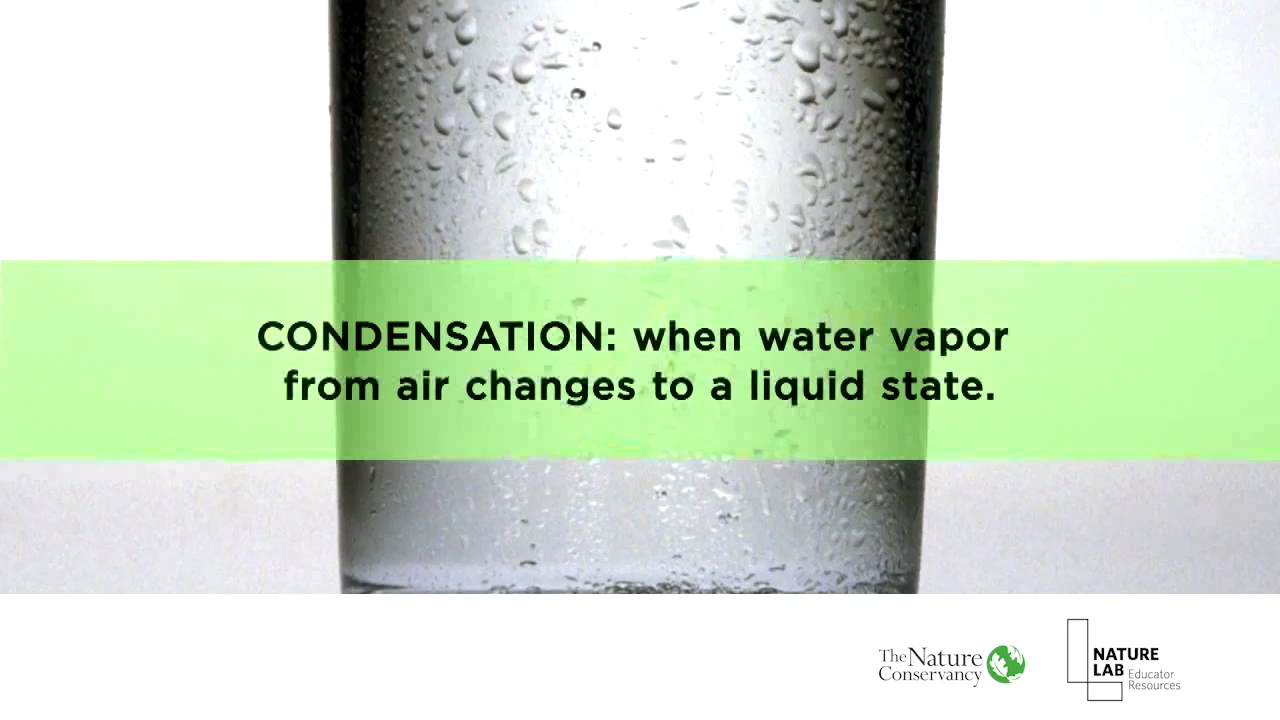 CONDENSATION: when water vapor
from air changes to a liquid state.
The Nature
Conservancy
NATURE
LAB Educator
Resources